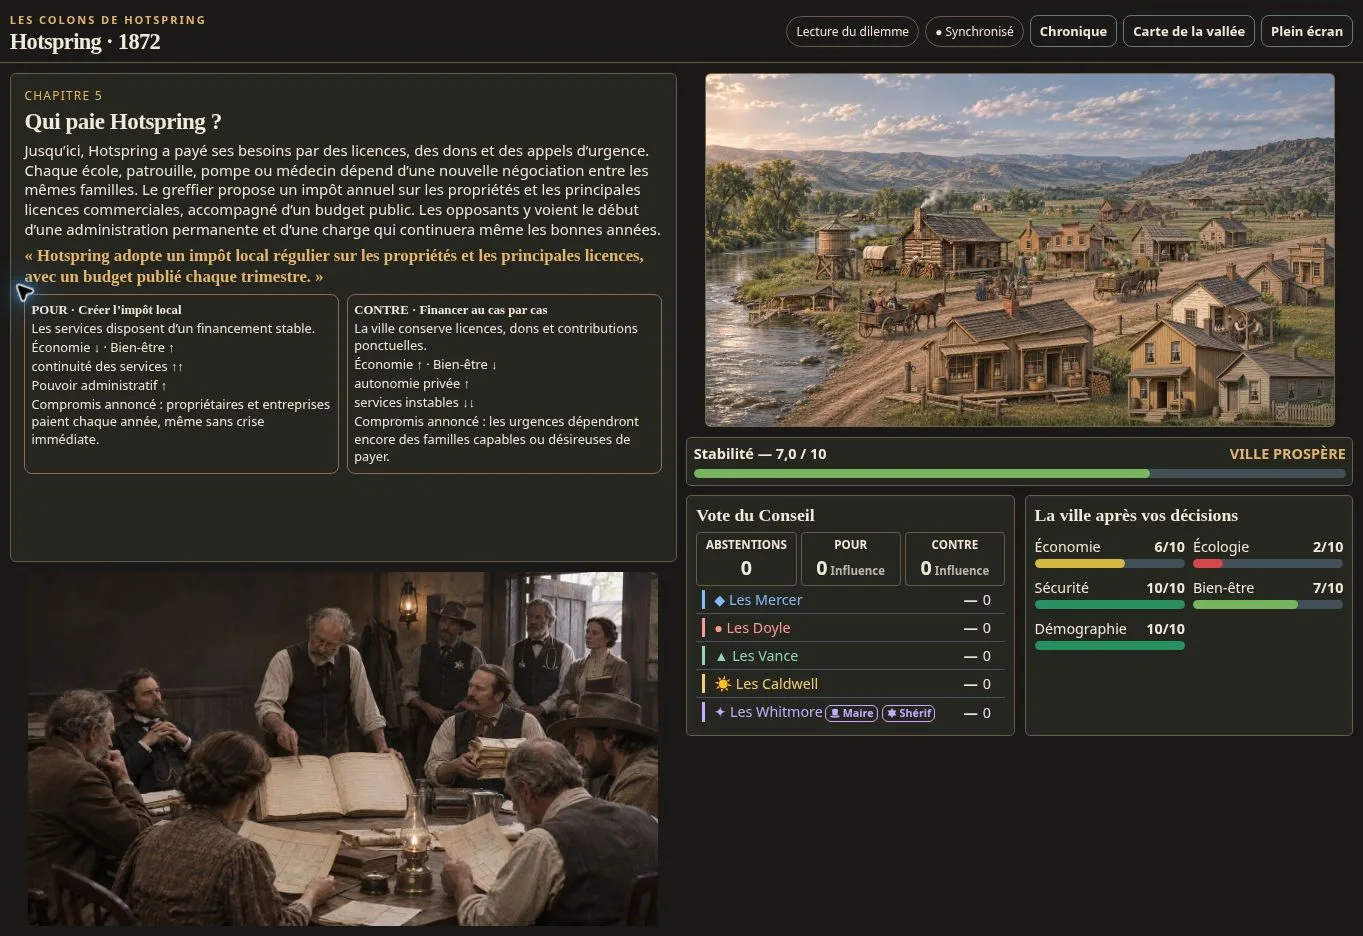 LES COLONS DE HOTSPRING
Hotspring · 1872
Lecture du dilemme
● Synchronisé
Chronique
Carte de la vallée
Plein écran
CHAPITRE 5
Qui paie Hotspring ?
Jusqu’ici, Hotspring a payé ses besoins par des licences, des dons et des appels d’urgence.
Chaque école, patrouille, pompe ou médecin dépend d’une nouvelle négociation entre les
mêmes familles. Le greffier propose un impôt annuel sur les propriétés et les principales
licences commerciales, accompagné d’un budget public. Les opposants y voient le début
d’une administration permanente et d’une charge qui continuera même les bonnes années.
« Hotspring adopte un impôt local régulier sur les propriétés et les principales licences,
avec un budget publié chaque trimestre. »
POUR · Créer l’impôt local
Les services disposent d’un financement stable.
Économie ↓ · Bien-être ↑
continuité des services ↑↑
Pouvoir administratif ↑
Compromis annoncé : propriétaires et entreprises
paient chaque année, même sans crise
immédiate.
CONTRE · Financer au cas par cas
La ville conserve licences, dons et contributions
ponctuelles.
Économie ↑ · Bien-être ↓
autonomie privée ↑
services instables ↓↓
Compromis annoncé : les urgences dépendront
encore des familles capables ou désireuses de
payer.
Stabilité — 7,0 / 10
VILLE PROSPÈRE
Vote du Conseil
ABSTENTIONS
0
POUR
0 Influence
CONTRE
0 Influence
◆ Les Mercer — 0
● Les Doyle — 0
▲ Les Vance — 0
☀ Les Caldwell — 0
✦ Les Whitmore Maire Shérif — 0
La ville après vos décisions
Économie 6/10
Écologie 2/10
Sécurité 10/10
Bien-être 7/10
Démographie 10/10